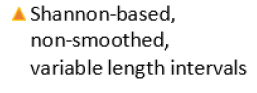 Shannon-based,
non-smoothed,
variable length intervals